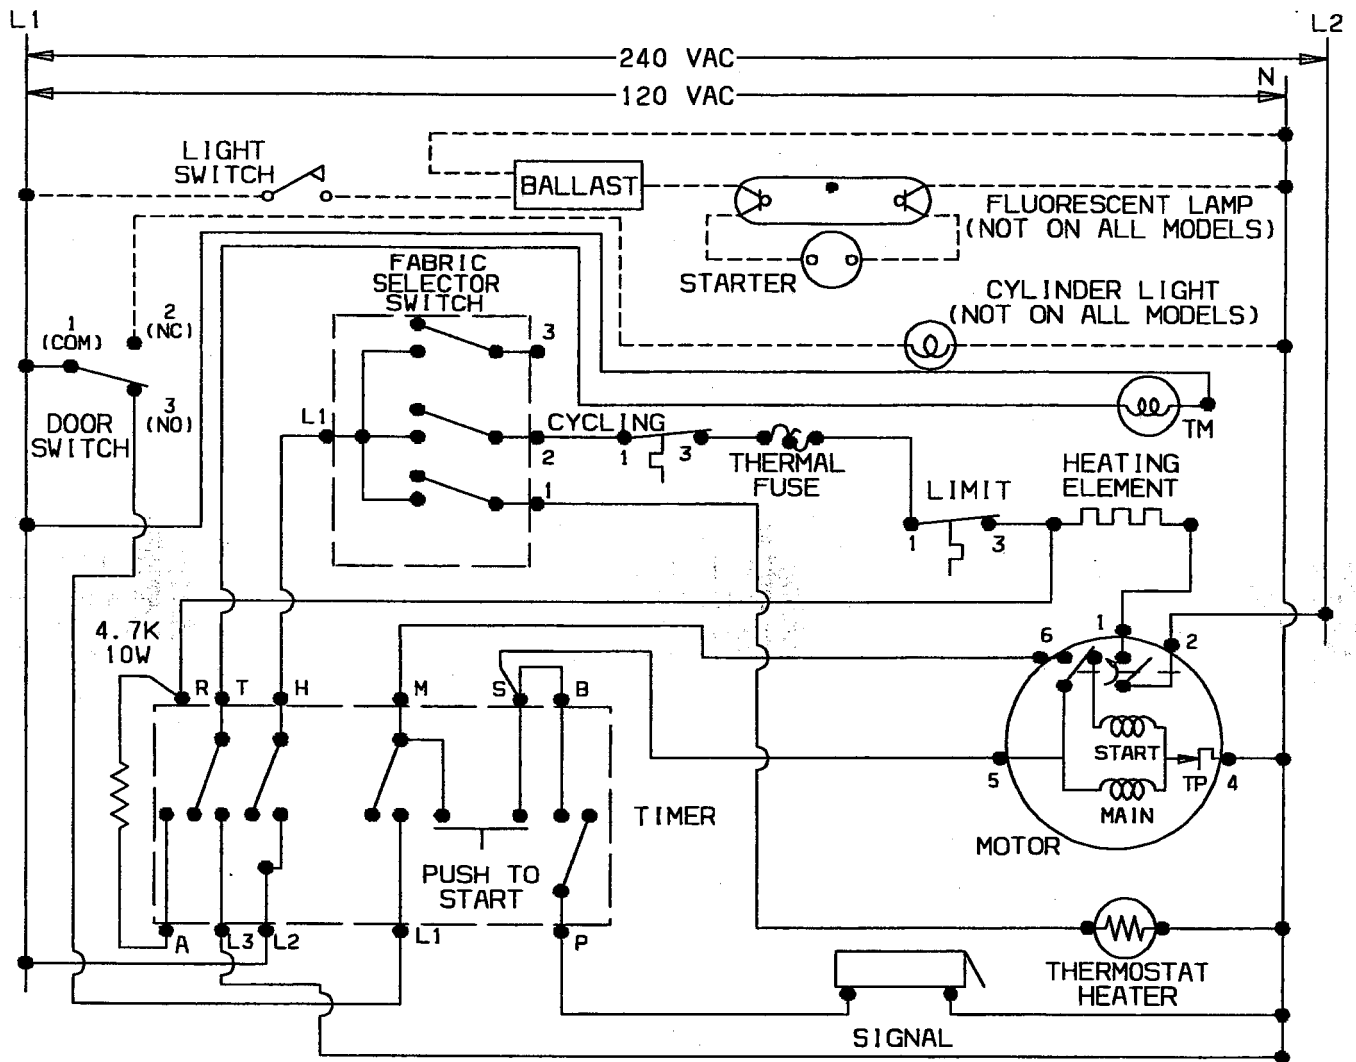 L1
L2
240 VAC
N
120 VAC
LIGHT
SWITCH
BALLAST
FLUORESCENT LAMP
(NOT ON ALL MODELS)
STARTER
FABRIC
SELECTOR
SWITCH
CYLINDER LIGHT
(NOT ON ALL MODELS)
1
(COM)
2
(NC)
3
3
(NO)
DOOR
SWITCH
L1
CYCLING
2
1
3
THERMAL
FUSE
TM
HEATING
ELEMENT
LIMIT
1
1
3
4.7K
10W
6
1
2
R
T
H
M
S
B
START
5
TP
4
MAIN
TIMER
MOTOR
PUSH TO
START
A
L3
L2
L1
P
THERMOSTAT
HEATER
SIGNAL